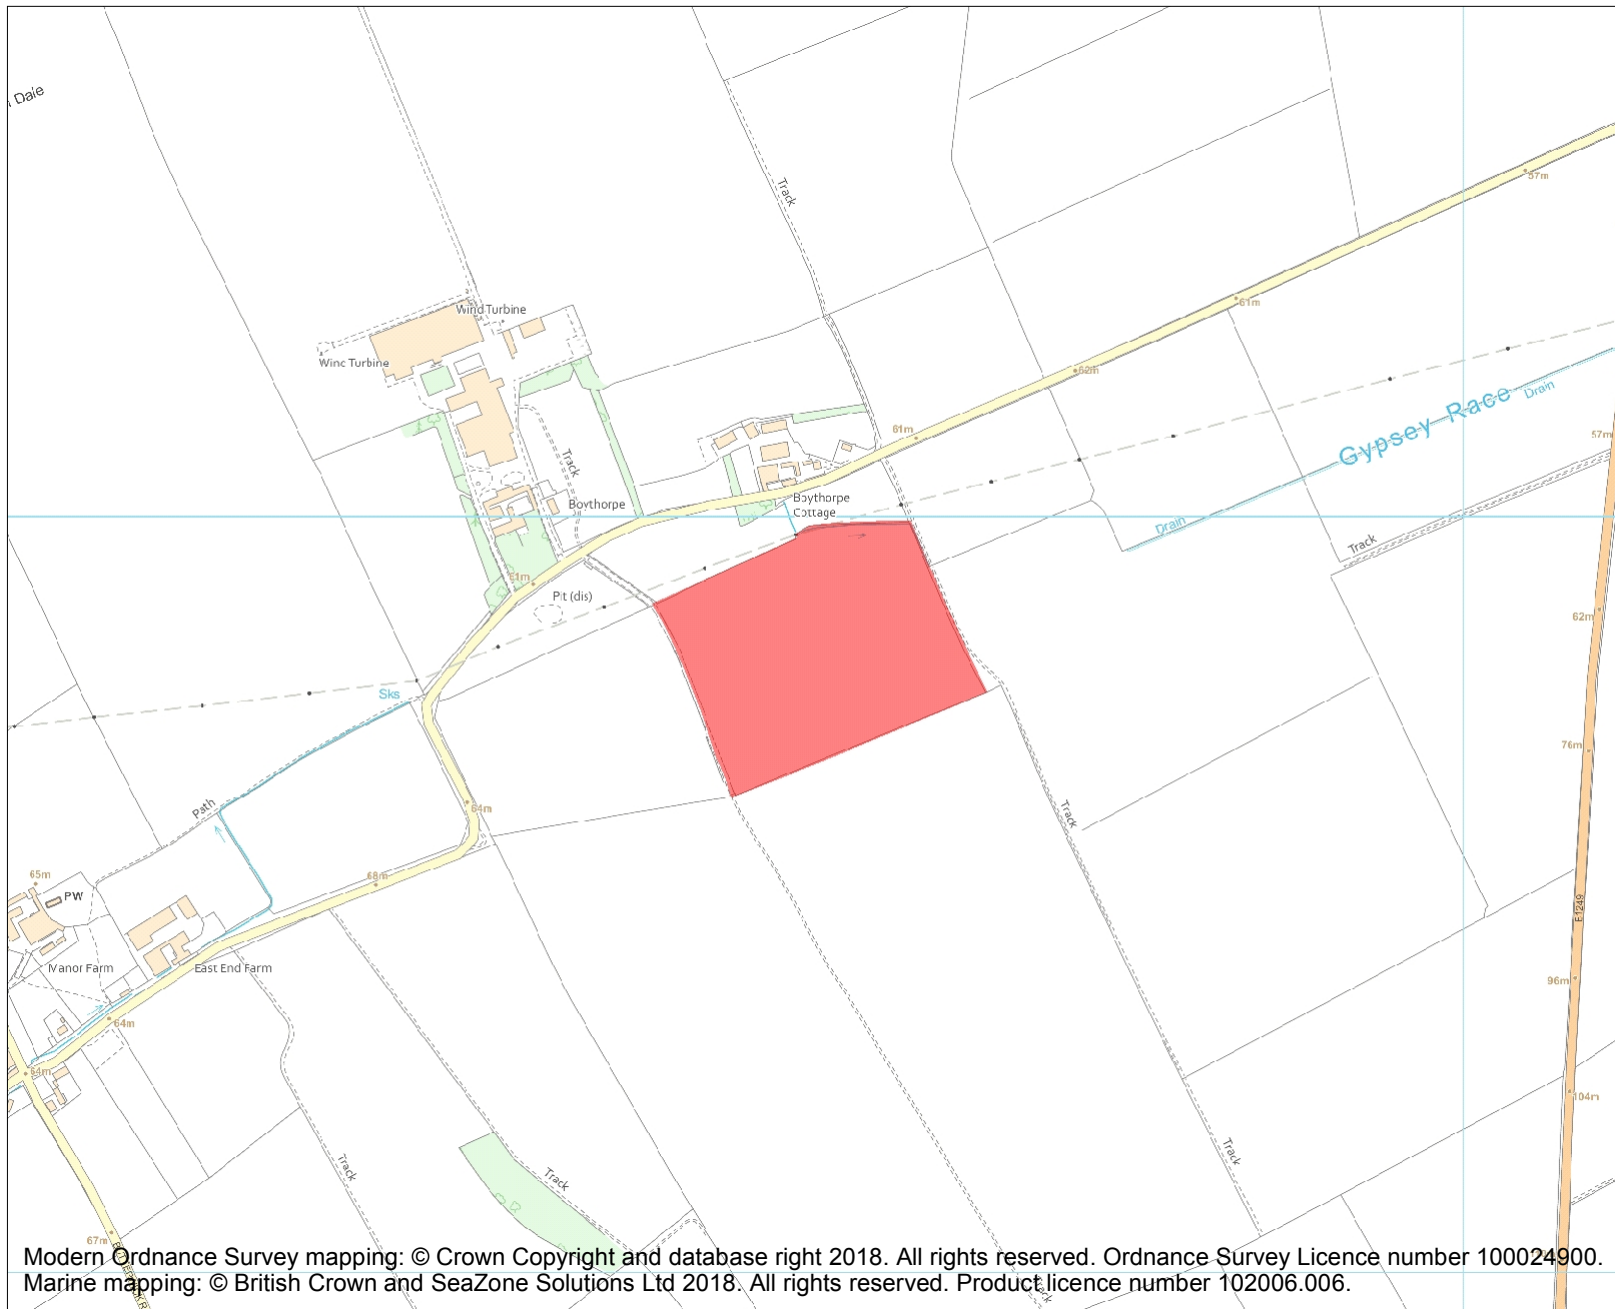 Dale
Track
57m
Wind Turbine
61m
Winc Turbine
62m
Drain
Gypsey Race
61m
57m
Track
Boythorpe
Boythorpe
Cottage
Drain
Track
61m
Pit (dis)
62m
Sks
76m
Path
64m
Track
65m
PW
68m
B1249
Manor Farm
East End Farm
96m
64m
64m
104m
Track
Track
Track
67m
Modern Ordnance Survey mapping: © Crown Copyright and database right 2018. All rights reserved. Ordnance Survey Licence number 100024900.
Marine mapping: © British Crown and SeaZone Solutions Ltd 2018. All rights reserved. Product licence number 102006.006.
Track